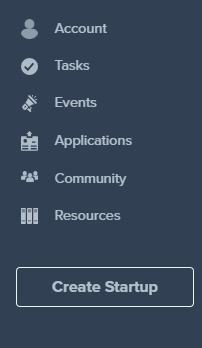 Account
Tasks
Events
Applications
Community
Resources
Create Startup